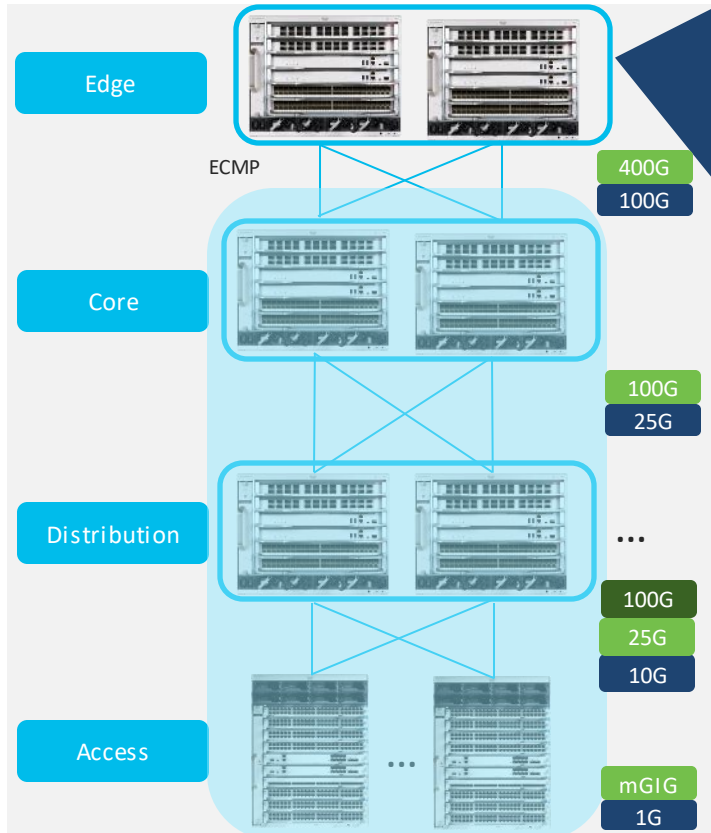 Edge
ECMP
400G
100G
Core
100G
25G
Distribution
...
100G
25G
10G
Access
...
mGIG
1G